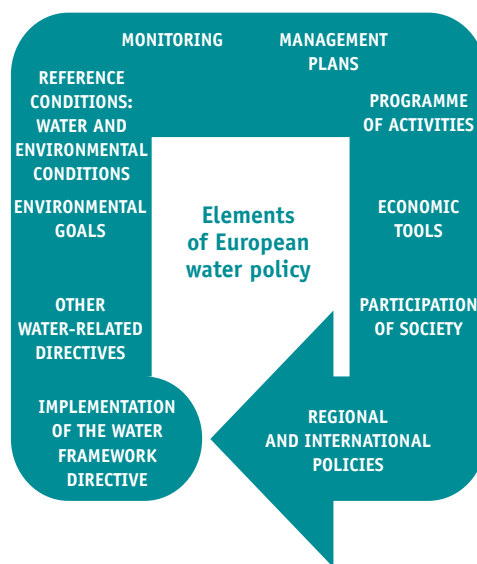 MONITORING
MANAGEMENT
PLANS
REFERENCE
CONDITIONS:
WATER AND
ENVIRONMENTAL
CONDITIONS
PROGRAMME
OF ACTIVITIES
ENVIRONMENTAL
GOALS
Elements
of European
water policy
ECONOMIC
TOOLS
OTHER
WATER-RELATED
DIRECTIVES
PARTICIPATION
OF SOCIETY
IMPLEMENTATION
OF THE WATER
FRAMEWORK
DIRECTIVE
REGIONAL
AND INTERNATIONAL
POLICIES